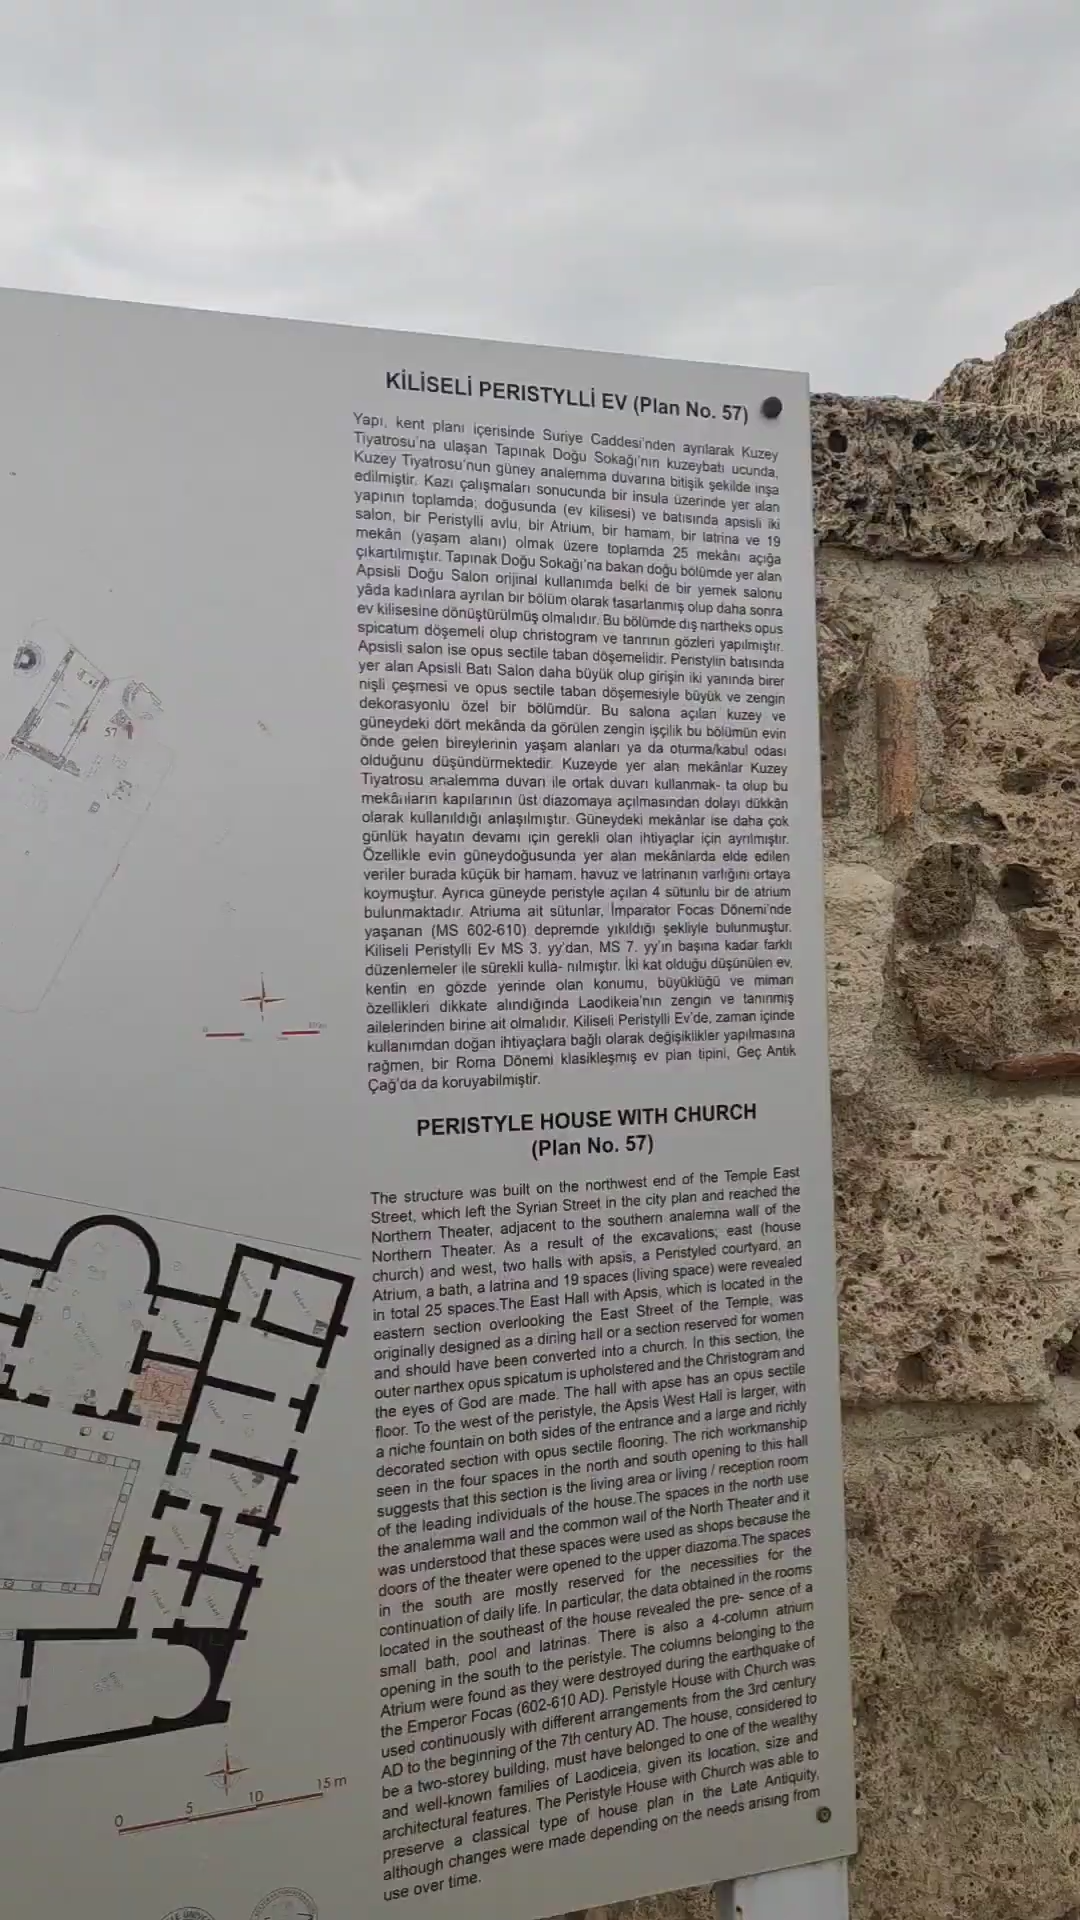 KİLİSELİ PERISTYLLİ EV (Plan No. 57)
Yapı, kent planı içerisinde Suriye Caddesi'nden ayrılarak Kuzey
Tiyatrosu'na ulaşan Tapınak Doğu Sokağı'nın kuzeybatı ucunda,
Kuzey Tiyatrosu'nun güney analemma duvarına bitişik şekilde inşa
edilmiştir. Kazı çalışmaları sonucunda bir insula üzerinde yer alan
yapının toplamda; doğusunda (ev kilisesi) ve batısında apsisli iki
salon, bir Peristylli avlu, bir Atrium, bir hamam, bir latrina ve 19
mekân (yaşam alanı) olmak üzere toplamda 25 mekânı açığa
çıkartılmıştır. Tapınak Doğu Sokağı'na bakan doğu bölümde yer alan
Apsisli Doğu Salon orijinal kullanımda belki de bir yemek salonu
yâda kadınlara ayrılan bir bölüm olarak tasarlanmış olup daha sonra
ev kilisesine dönüştürülmüş olmalıdır. Bu bölümde dış nartheks opus
spicatum döşemeli olup christogram ve tanrının gözleri yapılmıştır.
Apsisli salon ise opus sectile taban döşemelidir. Peristylin batısında
yer alan Apsisli Batı Salon daha büyük olup girişin iki yanında birer
nişli çeşmesi ve opus sectile taban döşemesiyle büyük ve zengin
dekorasyonlu özel bir bölümdür. Bu salona açılan kuzey ve
güneydeki dört mekânda da görülen zengin işçilik bu bölümün evin
önde gelen bireylerinin yaşam alanları ya da oturma/kabul odası
olduğunu düşündürmektedir. Kuzeyde yer alan mekânlar Kuzey
Tiyatrosu analemma duvarı ile ortak duvarı kullanmak- ta olup bu
mekânların kapılarının üst diazomaya açılmasından dolayı dükkân
olarak kullanıldığı anlaşılmıştır. Güneydeki mekânlar ise daha çok
günlük hayatın devamı için gerekli olan ihtiyaçlar için ayrılmıştır.
Özellikle evin güneydoğusunda yer alan mekânlarda elde edilen
veriler burada küçük bir hamam, havuz ve latrinanın varlığını ortaya
koymuştur. Ayrıca güneyde peristyle açılan 4 sütunlu bir de atrium
bulunmaktadır. Atriuma ait sütunlar, İmparator Focas Dönemi'nde
yaşanan (MS 602-610) depremde yıkıldığı şekliyle bulunmuştur.
Kiliseli Peristylli Ev MS 3. yy'dan, MS 7. yy'ın başına kadar farklı
düzenlemeler ile sürekli kulla- nılmıştır. İki kat olduğu düşünülen ev,
kentin en gözde yerinde olan konumu, büyüklüğü ve mimari
özellikleri dikkate alındığında Laodikeia'nın zengin ve tanınmış
ailelerinden birine ait olmalıdır. Kiliseli Peristylli Ev'de, zaman içinde
kullanımdan doğan ihtiyaçlara bağlı olarak değişiklikler yapılmasına
rağmen, bir Roma Dönemi klasikleşmiş ev plan tipini, Geç Antik
Çağ'da da koruyabilmiştir.
PERISTYLE HOUSE WITH CHURCH
(Plan No. 57)
The structure was built on the northwest end of the Temple East
Street, which left the Syrian Street in the city plan and reached the
Northern Theater, adjacent to the southern analemna wall of the
Northern Theater. As a result of the excavations; east (house
church) and west, two halls with apsis, a Peristyled courtyard, an
Atrium, a bath, a latrina and 19 spaces (living space) were revealed
in total 25 spaces.The East Hall with Apsis, which is located in the
eastern section overlooking the East Street of the Temple, was
originally designed as a dining hall or a section reserved for women
and should have been converted into a church. In this section, the
outer narthex opus spicatum is upholstered and the Christogram and
the eyes of God are made. The hall with apse has an opus sectile
floor. To the west of the peristyle, the Apsis West Hall is larger, with
a niche fountain on both sides of the entrance and a large and richly
decorated section with opus sectile flooring. The rich workmanship
seen in the four spaces in the north and south opening to this hall
suggests that this section is the living area or living / reception room
of the leading individuals of the house.The spaces in the north use
the analemma wall and the common wall of the North Theater and it
was understood that these spaces were used as shops because the
doors of the theater were opened to the upper diazoma.The spaces
in the south are mostly reserved for the necessities for the
continuation of daily life. In particular, the data obtained in the rooms
located in the southeast of the house revealed the pre- sence of a
small bath, pool and latrinas. There is also a 4-column atrium
opening in the south to the peristyle. The columns belonging to the
Atrium were found as they were destroyed during the earthquake of
the Emperor Focas (602-610 AD). Peristyle House with Church was
used continuously with different arrangements from the 3rd century
AD to the beginning of the 7th century AD. The house, considered to
be a two-storey building, must have belonged to one of the wealthy
and well-known families of Laodiceia, given its location, size and
architectural features. The Peristyle House with Church was able to
preserve a classical type of house plan in the Late Antiquity,
although changes were made depending on the needs arising from
use over time.
57
0 5 10 15 m